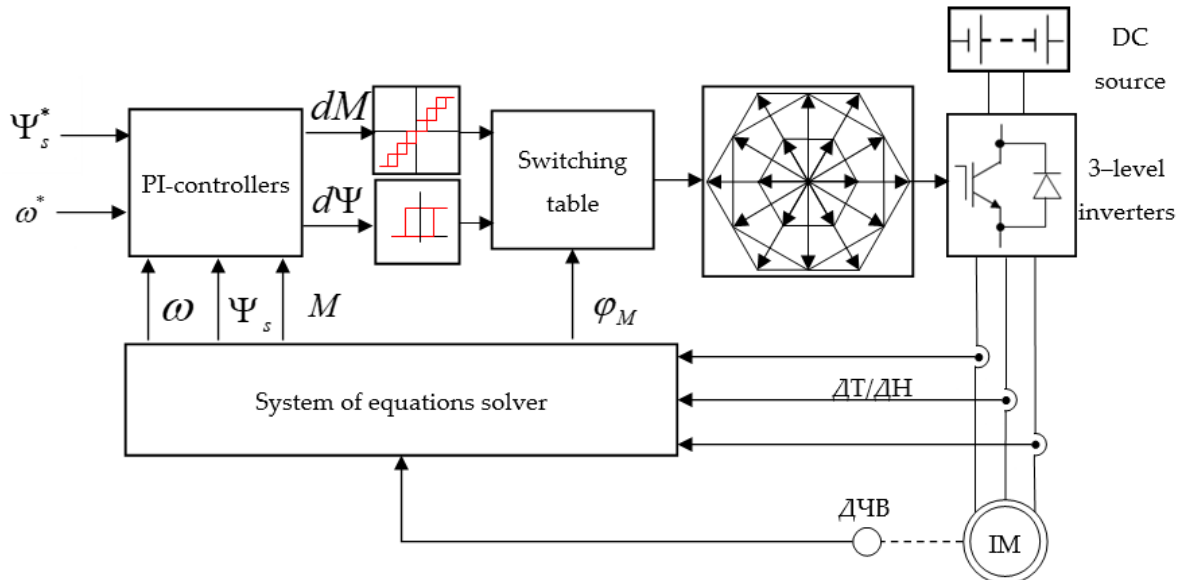 DC
source
Ψ*s
dM
PI-controllers
Switching
table
3–level
inverters
ω*
dΨ
ω
Ψs
M
φM
System of equations solver
ДТ/ДН
ДЧВ
IM